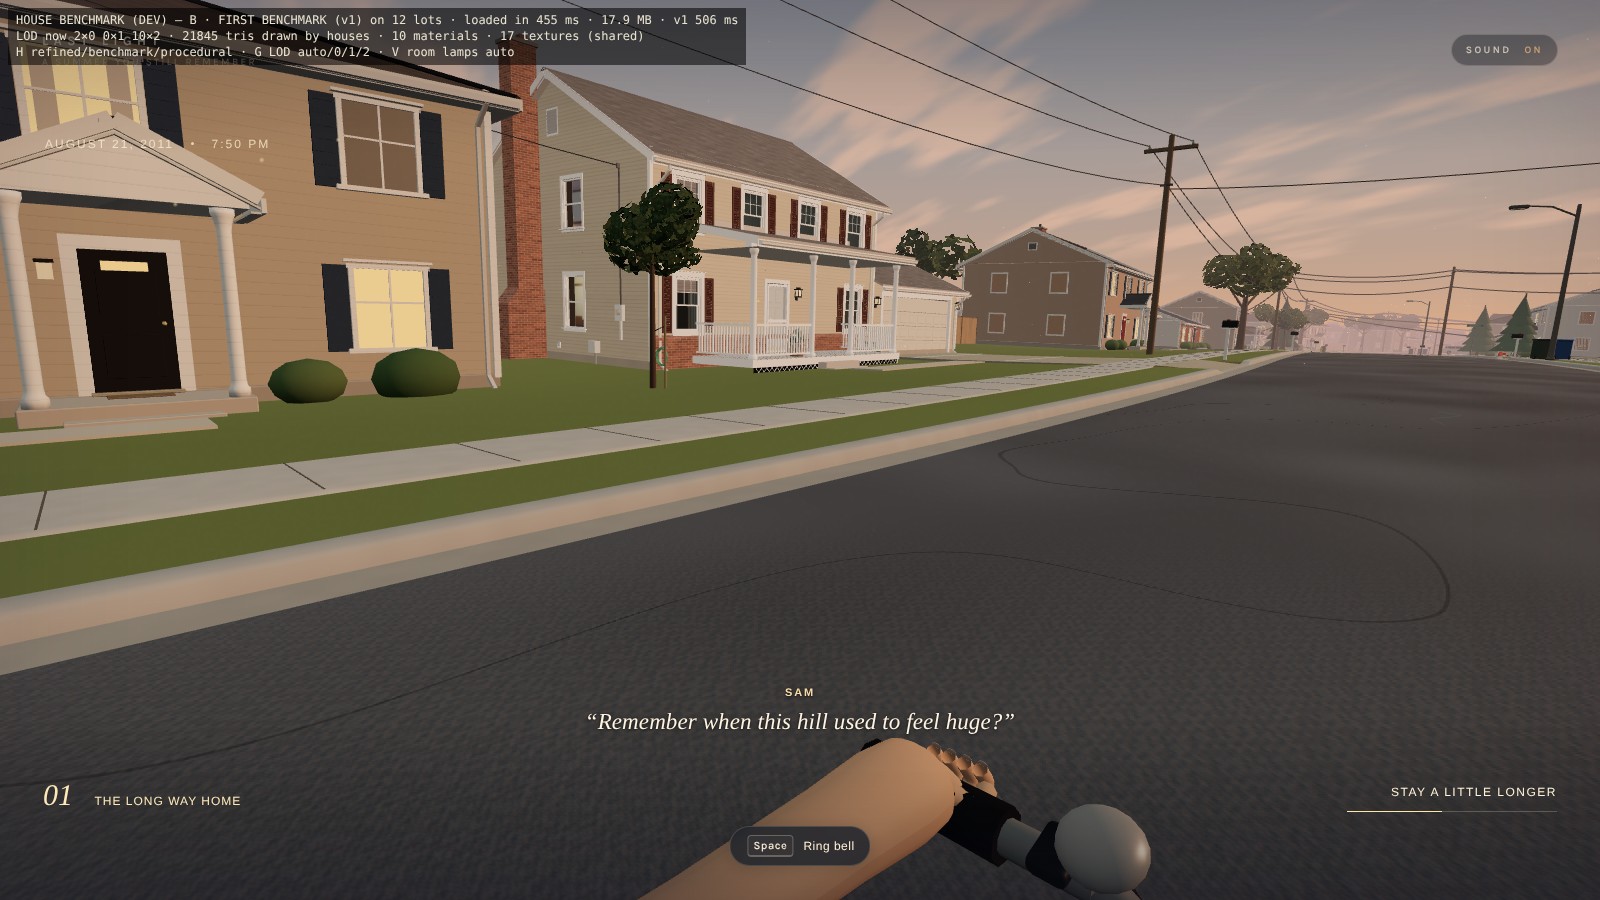 HOUSE BENCHMARK (DEV) — B · FIRST BENCHMARK (v1) on 12 lots · loaded in 455 ms · 17.9 MB · v1 506 ms
LOD now 2×0 0×1 10×2 · 21845 tris drawn by houses · 10 materials · 17 textures (shared)
H refined/benchmark/procedural · G LOD auto/0/1/2 · V room lamps auto
SOUND ON
AUGUST 21, 2011 • 7:50 PM
SAM
“Remember when this hill used to feel huge?”
01 THE LONG WAY HOME
STAY A LITTLE LONGER
Space Ring bell